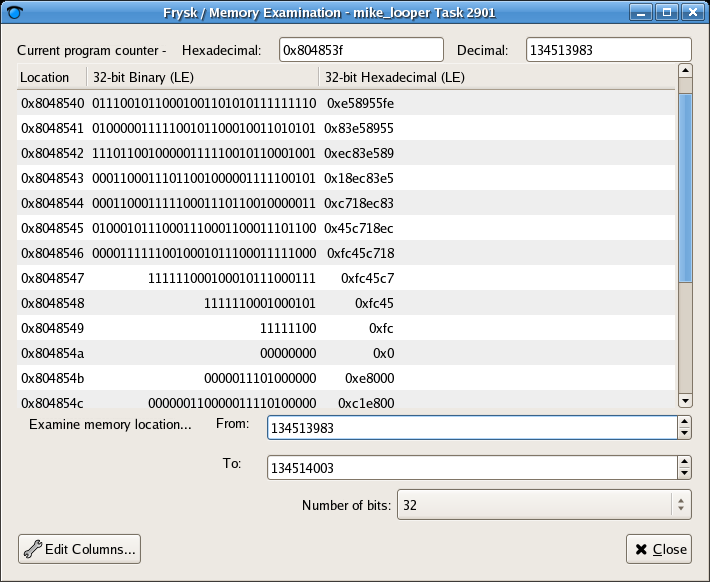 Frysk / Memory Examination - mike_looper Task 2901
Current program counter - Hexadecimal: 0x804853f Decimal: 134513983
Location 32-bit Binary (LE) 32-bit Hexadecimal (LE)
0x8048540 01110010110001001101010111111110 0xe58955fe
0x8048541 01000001111100101100010011010101 0x83e58955
0x8048542 11101100100000111110010110001001 0xec83e589
0x8048543 00011000111011001000001111100101 0x18ec83e5
0x8048544 00011000111110001110110010000011 0xc718ec83
0x8048545 01000101110001110001100011101100 0x45c718ec
0x8048546 00001111110010001011100011111000 0xfc45c718
0x8048547 111111000100010111000111 0xfc45c7
0x8048548 1111110001000101 0xfc45
0x8048549 11111100 0xfc
0x804854a 00000000 0x0
0x804854b 0000011101000000 0xe8000
0x804854c 000000110000011110100000 0xc1e800
Examine memory location... From: 134513983
To: 134514003
Number of bits: 32
Edit Columns... Close